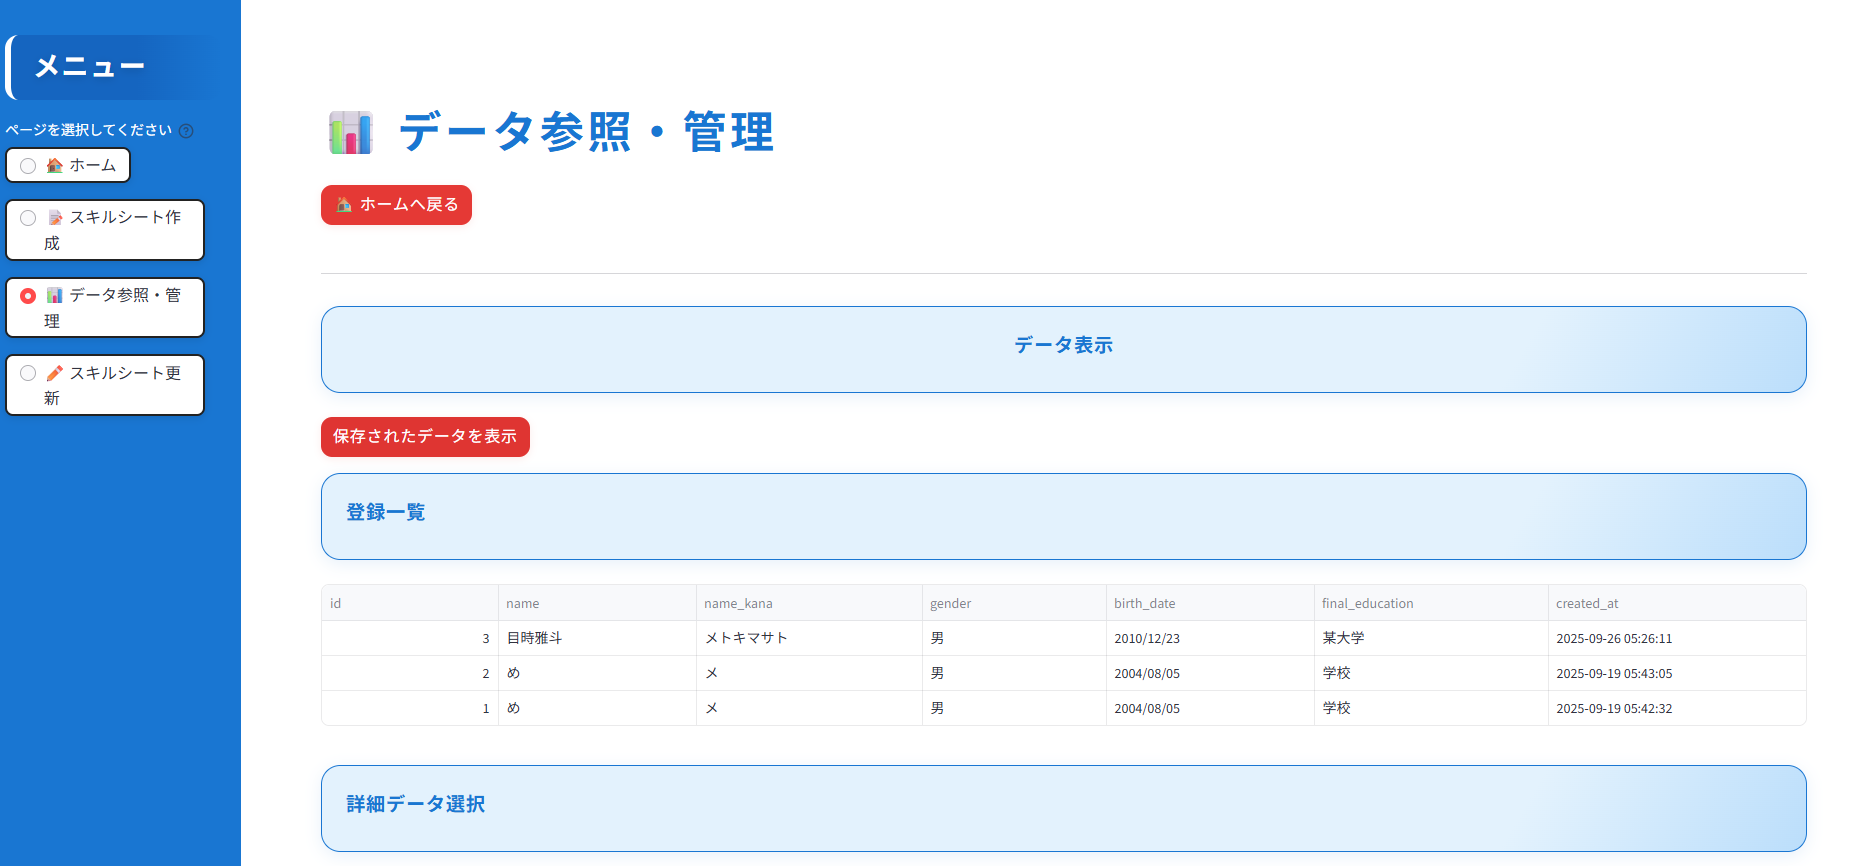 メニュー
ページを選択してください
ホーム
スキルシート作
成
データ参照・管
理
スキルシート更
新
データ参照・管理
ホームへ戻る
データ表示
保存されたデータを表示
登録一覧
id name name_kana gender birth_date final_education created_at
3 目時雅斗 メトキマサト 男 2010/12/23 某大学 2025-09-26 05:26:11
2 め メ 男 2004/08/05 学校 2025-09-19 05:43:05
1 め メ 男 2004/08/05 学校 2025-09-19 05:42:32
詳細データ選択